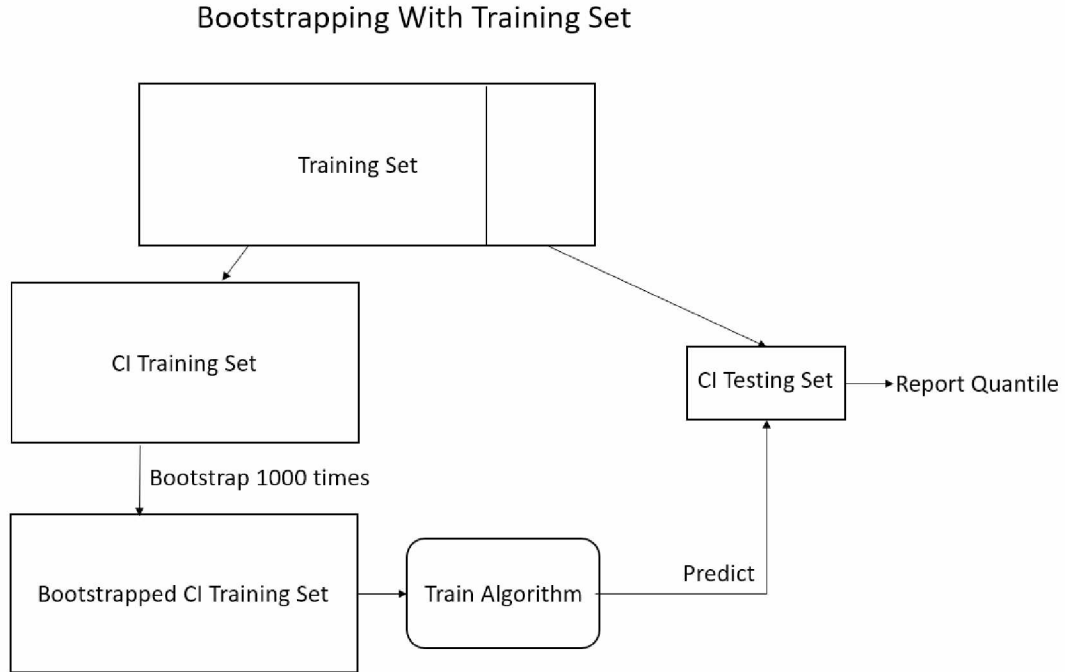 Bootstrapping With Training Set
Training Set
CI Training Set
CI Testing Set
Report Quantile
Bootstrap 1000 times
Bootstrapped CI Training Set
Train Algorithm
Predict